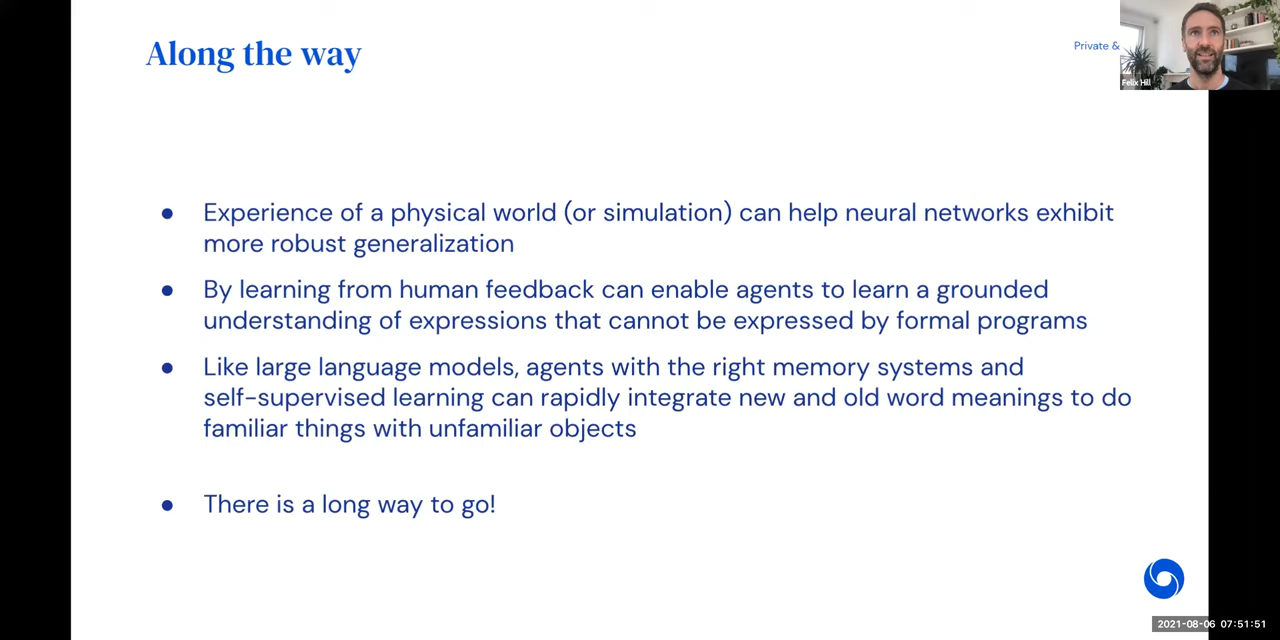 Along the way
Private &
Felix Hill
● Experience of a physical world (or simulation) can help neural networks exhibit
more robust generalization
● By learning from human feedback can enable agents to learn a grounded
understanding of expressions that cannot be expressed by formal programs
● Like large language models, agents with the right memory systems and
self-supervised learning can rapidly integrate new and old word meanings to do
familiar things with unfamiliar objects
● There is a long way to go!
2021-08-06 07:51:51